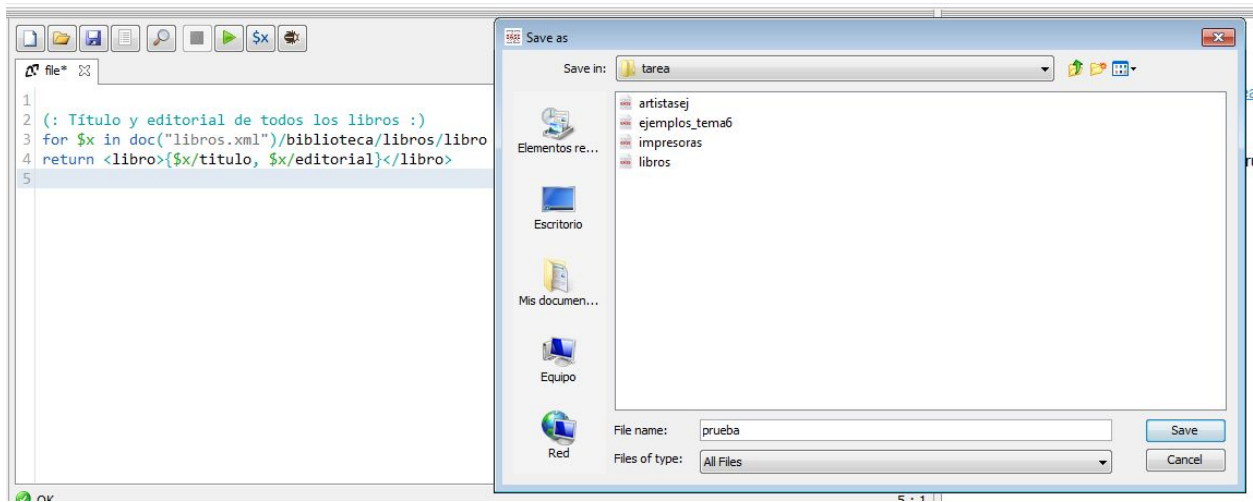 $x
file*
1
2 (: Título y editorial de todos los libros :)
3 for $x in doc("libros.xml")/biblioteca/libros/libro
4 return <libro>{$x/titulo, $x/editorial}</libro>
5
OK
5 : 1
Save as
Save in:
tarea
artistasej
ejemplos_tema6
impresoras
libros
Elementos re...
Escritorio
Mis documen...
Equipo
Red
File name:
prueba
Save
Files of type:
All Files
Cancel